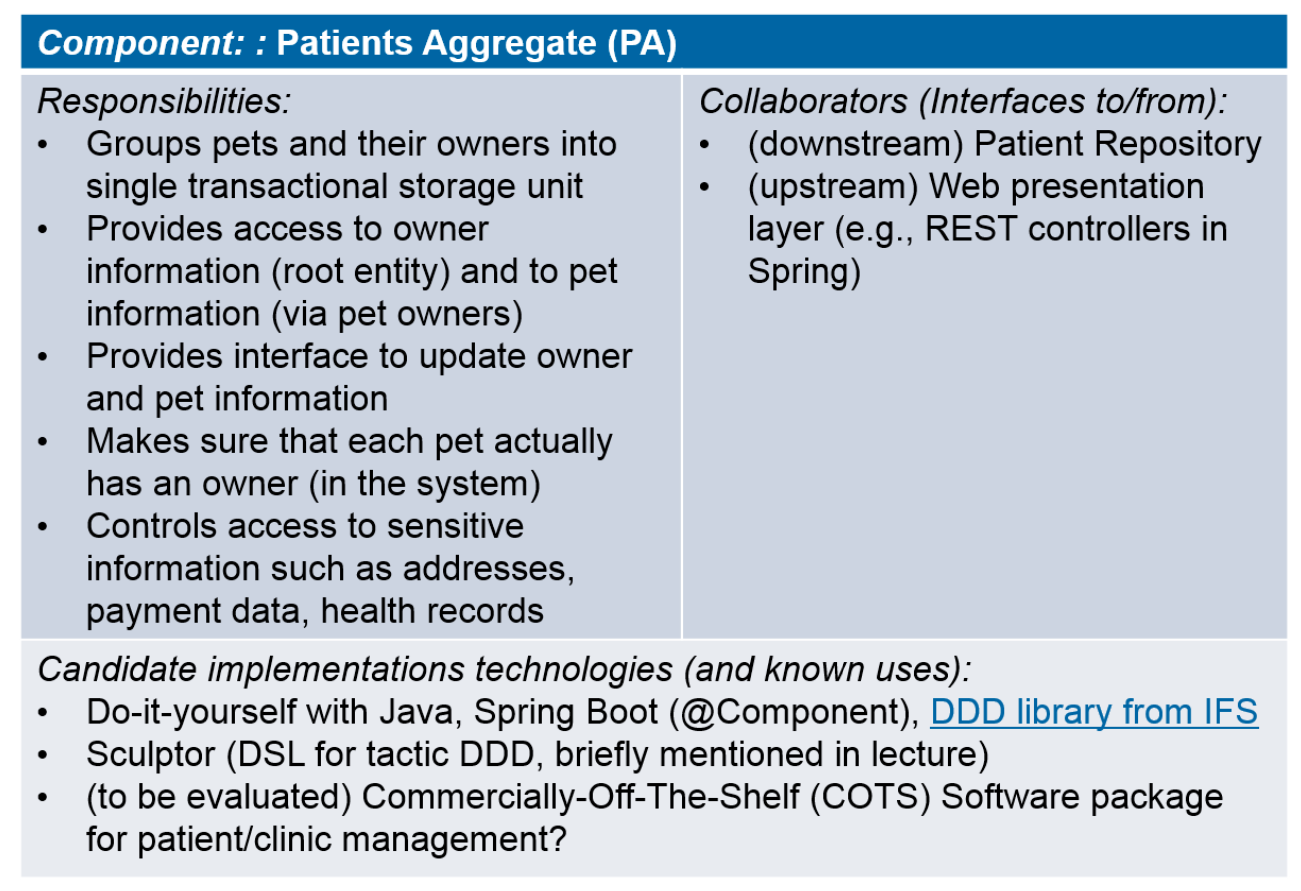 Component: : Patients Aggregate (PA)
Responsibilities:
• Groups pets and their owners into
single transactional storage unit
• Provides access to owner
information (root entity) and to pet
information (via pet owners)
• Provides interface to update owner
and pet information
• Makes sure that each pet actually
has an owner (in the system)
• Controls access to sensitive
information such as addresses,
payment data, health records
Collaborators (Interfaces to/from):
• (downstream) Patient Repository
• (upstream) Web presentation
layer (e.g., REST controllers in
Spring)
Candidate implementations technologies (and known uses):
• Do-it-yourself with Java, Spring Boot (@Component), DDD library from IFS
• Sculptor (DSL for tactic DDD, briefly mentioned in lecture)
• (to be evaluated) Commercially-Off-The-Shelf (COTS) Software package
for patient/clinic management?